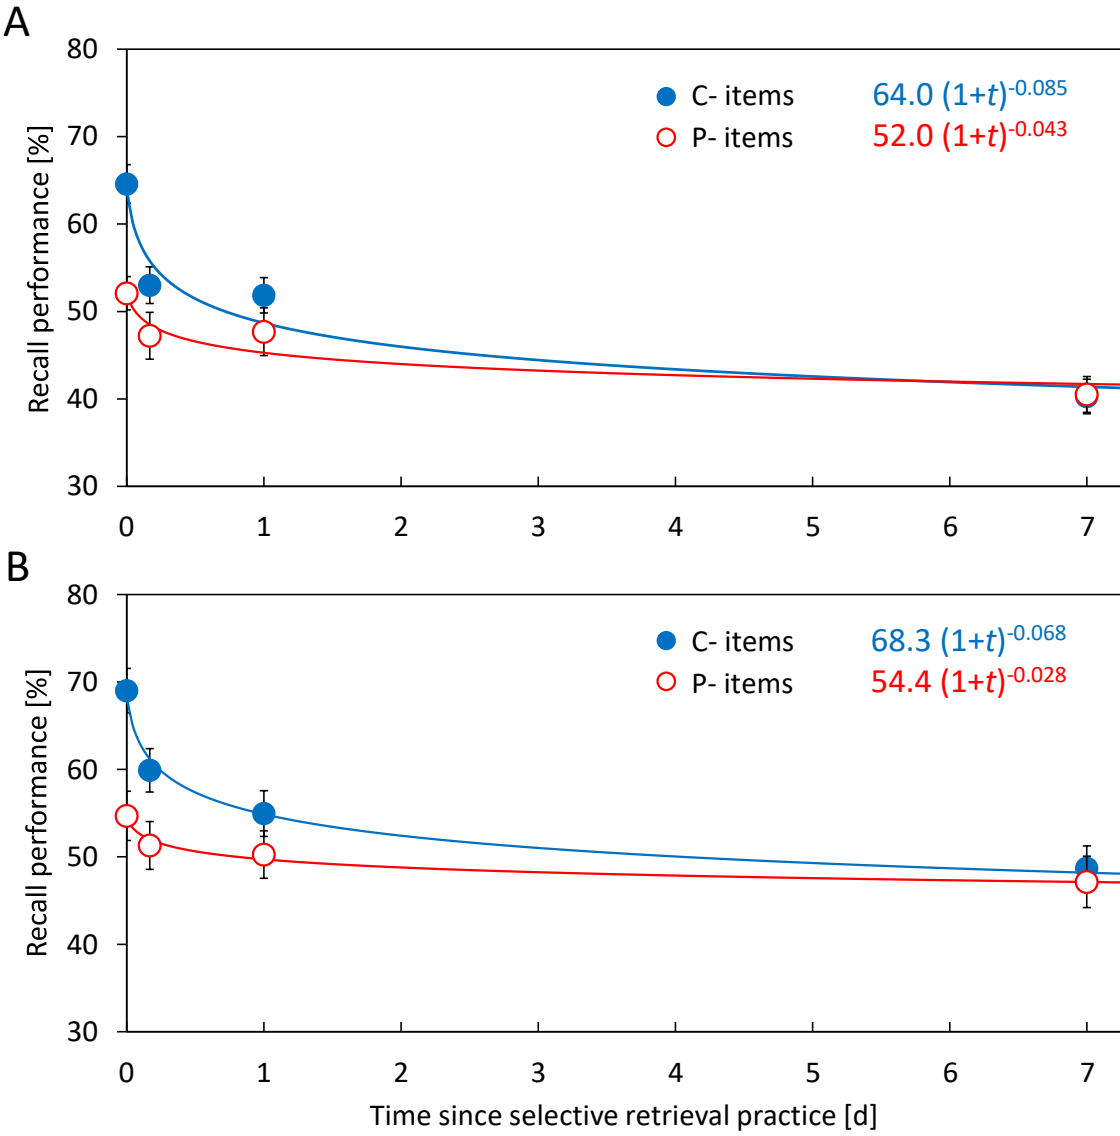 A
80
70
60
50
40
30
Recall performance [%]
C- items 64.0 (1+t)-0.085
P- items 52.0 (1+t)-0.043
0 1 2 3 4 5 6 7
B
80
70
60
50
40
30
Recall performance [%]
C- items 68.3 (1+t)-0.068
P- items 54.4 (1+t)-0.028
0 1 2 3 4 5 6 7
Time since selective retrieval practice [d]